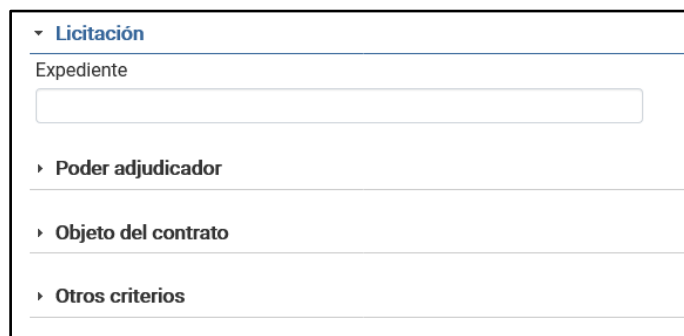 Licitación
Expediente
Poder adjudicador
Objeto del contrato
Otros criterios